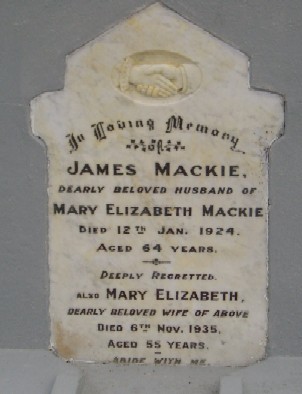 In Loving Memory
OF
JAMES MACKIE,
DEARLY BELOVED HUSBAND OF
MARY ELIZABETH MACKIE
DIED 12TH JAN. 1924.
AGED 64 YEARS.
DEEPLY REGRETTED.
ALSO MARY ELIZABETH,
DEARLY BELOVED WIFE OF ABOVE
DIED 6TH NOV. 1935,
AGED 55 YEARS.
ABIDE WITH ME.